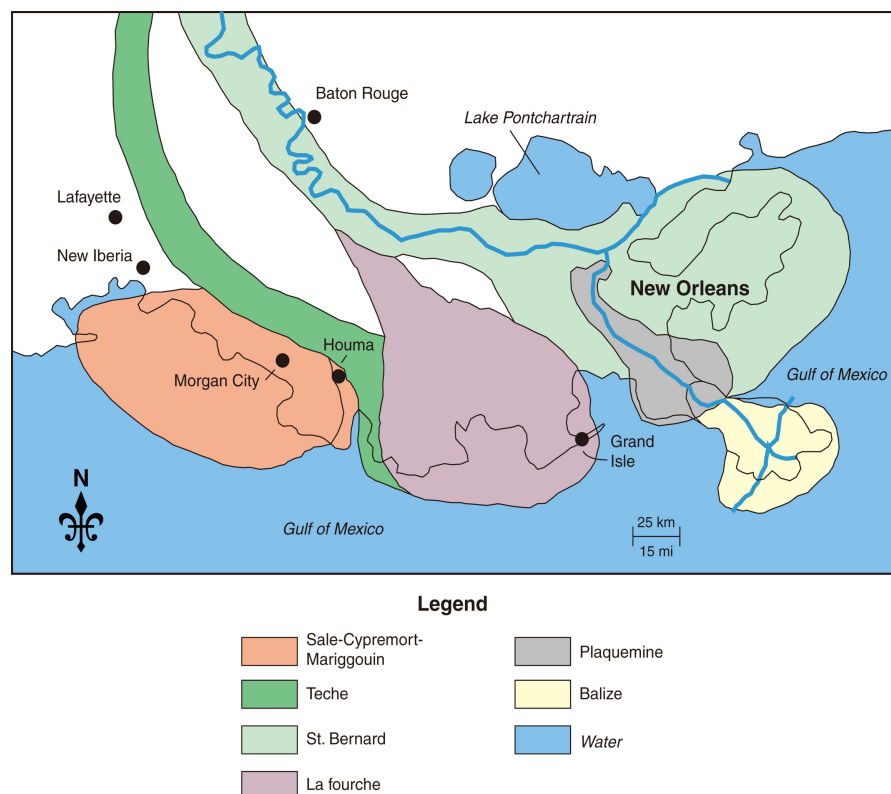 Baton Rouge
Lake Pontchartrain
Lafayette
New Iberia
New Orleans
Houma
Morgan City
Gulf of Mexico
Grand
Isle
N
Gulf of Mexico
25 km
15 mi
Legend
Sale-Cypremort-
Mariggouin
Teche
St. Bernard
La fourche
Plaquemine
Balize
Water